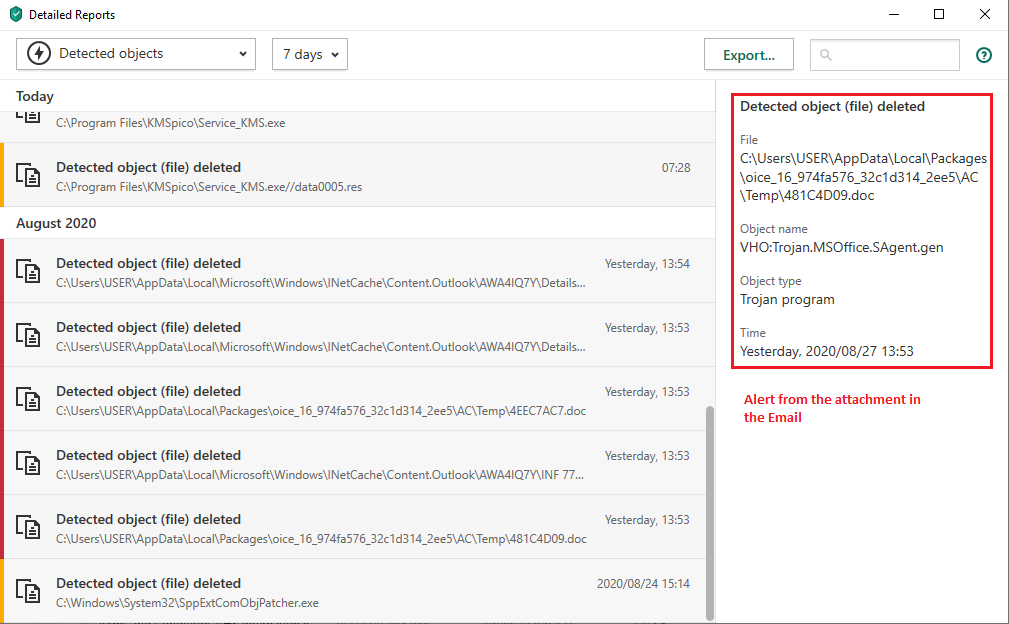 Detailed Reports
Detected objects
7 days
Export...
Today
C:\Program Files\KMSpico\Service_KMS.exe
Detected object (file) deleted
07:28
C:\Program Files\KMSpico\Service_KMS.exe//data0005.res
August 2020
Detected object (file) deleted
Yesterday, 13:54
C:\Users\USER\AppData\Local\Microsoft\Windows\INetCache\Content.Outlook\AWA4IQ7Y\Details...
Detected object (file) deleted
Yesterday, 13:53
C:\Users\USER\AppData\Local\Microsoft\Windows\INetCache\Content.Outlook\AWA4IQ7Y\Details...
Detected object (file) deleted
Yesterday, 13:53
C:\Users\USER\AppData\Local\Packages\oice_16_974fa576_32c1d314_2ee5\AC\Temp\4EEC7AC7.doc
Detected object (file) deleted
Yesterday, 13:53
C:\Users\USER\AppData\Local\Microsoft\Windows\INetCache\Content.Outlook\AWA4IQ7Y\INF 77...
Detected object (file) deleted
Yesterday, 13:53
C:\Users\USER\AppData\Local\Packages\oice_16_974fa576_32c1d314_2ee5\AC\Temp\481C4D09.doc
Detected object (file) deleted
2020/08/24 15:14
C:\Windows\System32\SppExtComObjPatcher.exe
Detected object (file) deleted
File
C:\Users\USER\AppData\Local\Packages
\oice_16_974fa576_32c1d314_2ee5\AC
\Temp\481C4D09.doc
Object name
VHO:Trojan.MSOffice.SAgent.gen
Object type
Trojan program
Time
Yesterday, 2020/08/27 13:53
Alert from the attachment in
the Email